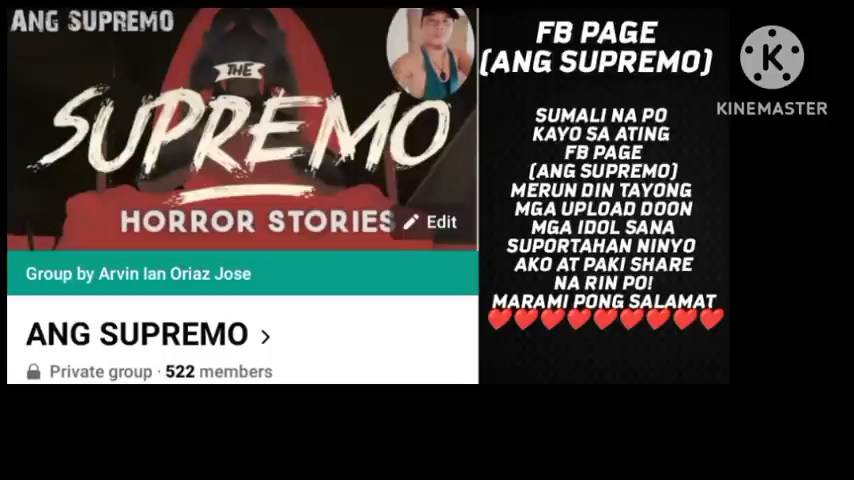 ANG SUPREMO
THE
SUPREMO
HORROR STORIES
Edit
Group by Arvin Ian Oriaz Jose
ANG SUPREMO >
Private group · 522 members
FB PAGE
(ANG SUPREMO)
SUMALI NA PO
KAYO SA ATING
FB PAGE
(ANG SUPREMO)
MERUN DIN TAYONG
MGA UPLOAD DOON
MGA IDOL SANA
SUPORTAHAN NINYO
AKO AT PAKI SHARE
NA RIN PO!
MARAMI PONG SALAMAT
❤️❤️❤️❤️❤️❤️❤️❤️❤️
K
KINEMASTER